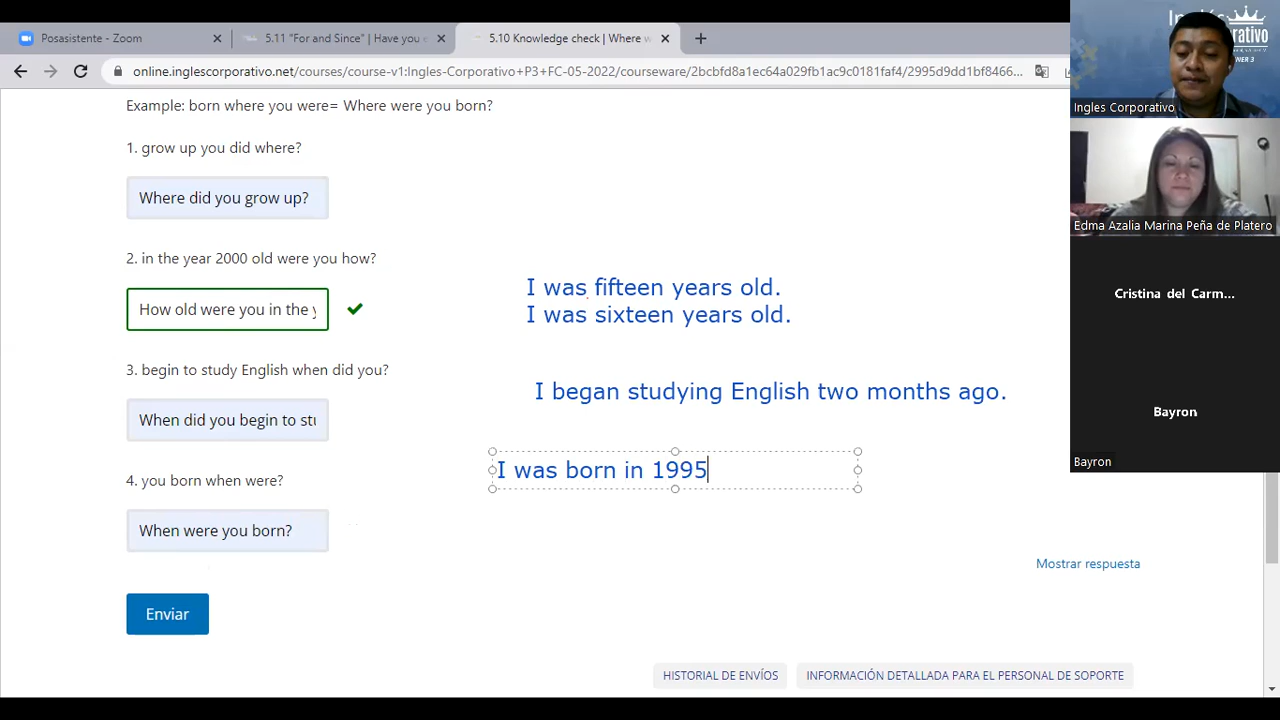 Posasistente - Zoom
5.11 "For and Since" | Have you e
5.10 Knowledge check | Where w
online.inglescorporativo.net/courses/course-v1:Ingles-Corporativo+P3+FC-05-2022/courseware/2bcbfd8a1ec64a029fb1ac9c0181faf4/2995d9dd1bf8466...
Example: born where you were= Where were you born?
1. grow up you did where?
Where did you grow up?
2. in the year 2000 old were you how?
How old were you in the y
3. begin to study English when did you?
When did you begin to stu
4. you born when were?
When were you born?
Enviar
I was fifteen years old.
I was sixteen years old.
I began studying English two months ago.
I was born in 1995
Mostrar respuesta
HISTORIAL DE ENVÍOS
INFORMACIÓN DETALLADA PARA EL PERSONAL DE SOPORTE
Ingles Corporativo
Edma Azalia Marina Peña de Platero
Cristina del Carm...
Bayron
Bayron